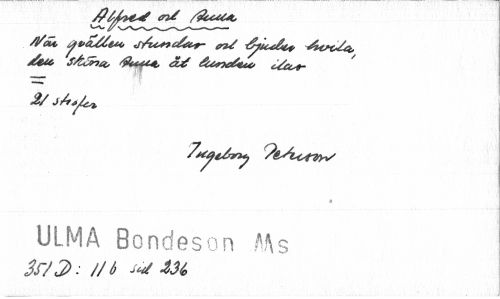 Alfred och Anna
När qvällen stundar och bjuder hvila,
den sköna Anna åt lunden ilar
=
21 strofer
Ingeborg Peterson
ULMA Bondeson Ms
351 D: 11 b sid 236